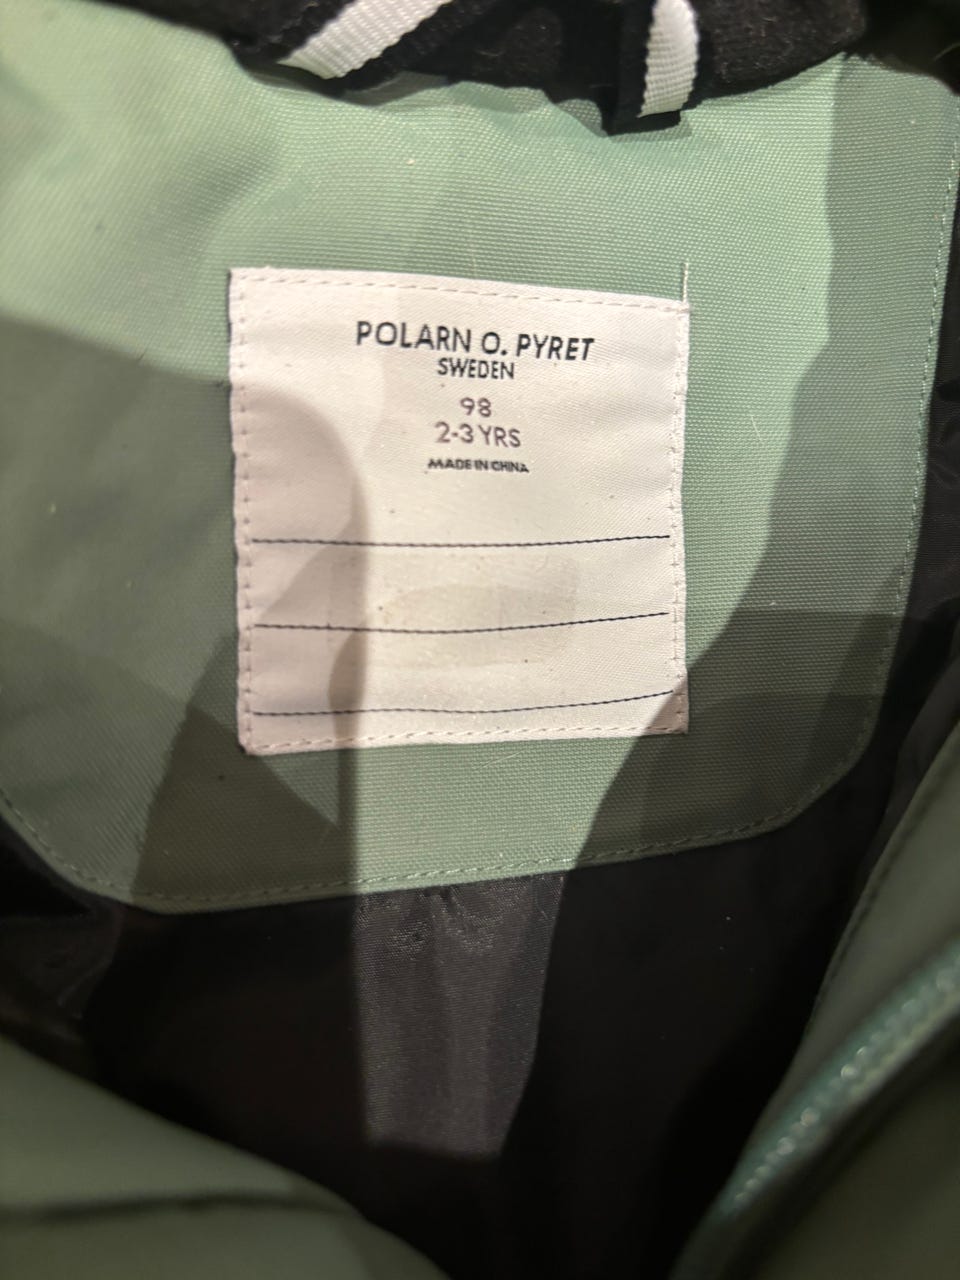 POLARN O. PYRET
SWEDEN
98
2-3 YRS
MADE IN CHINA